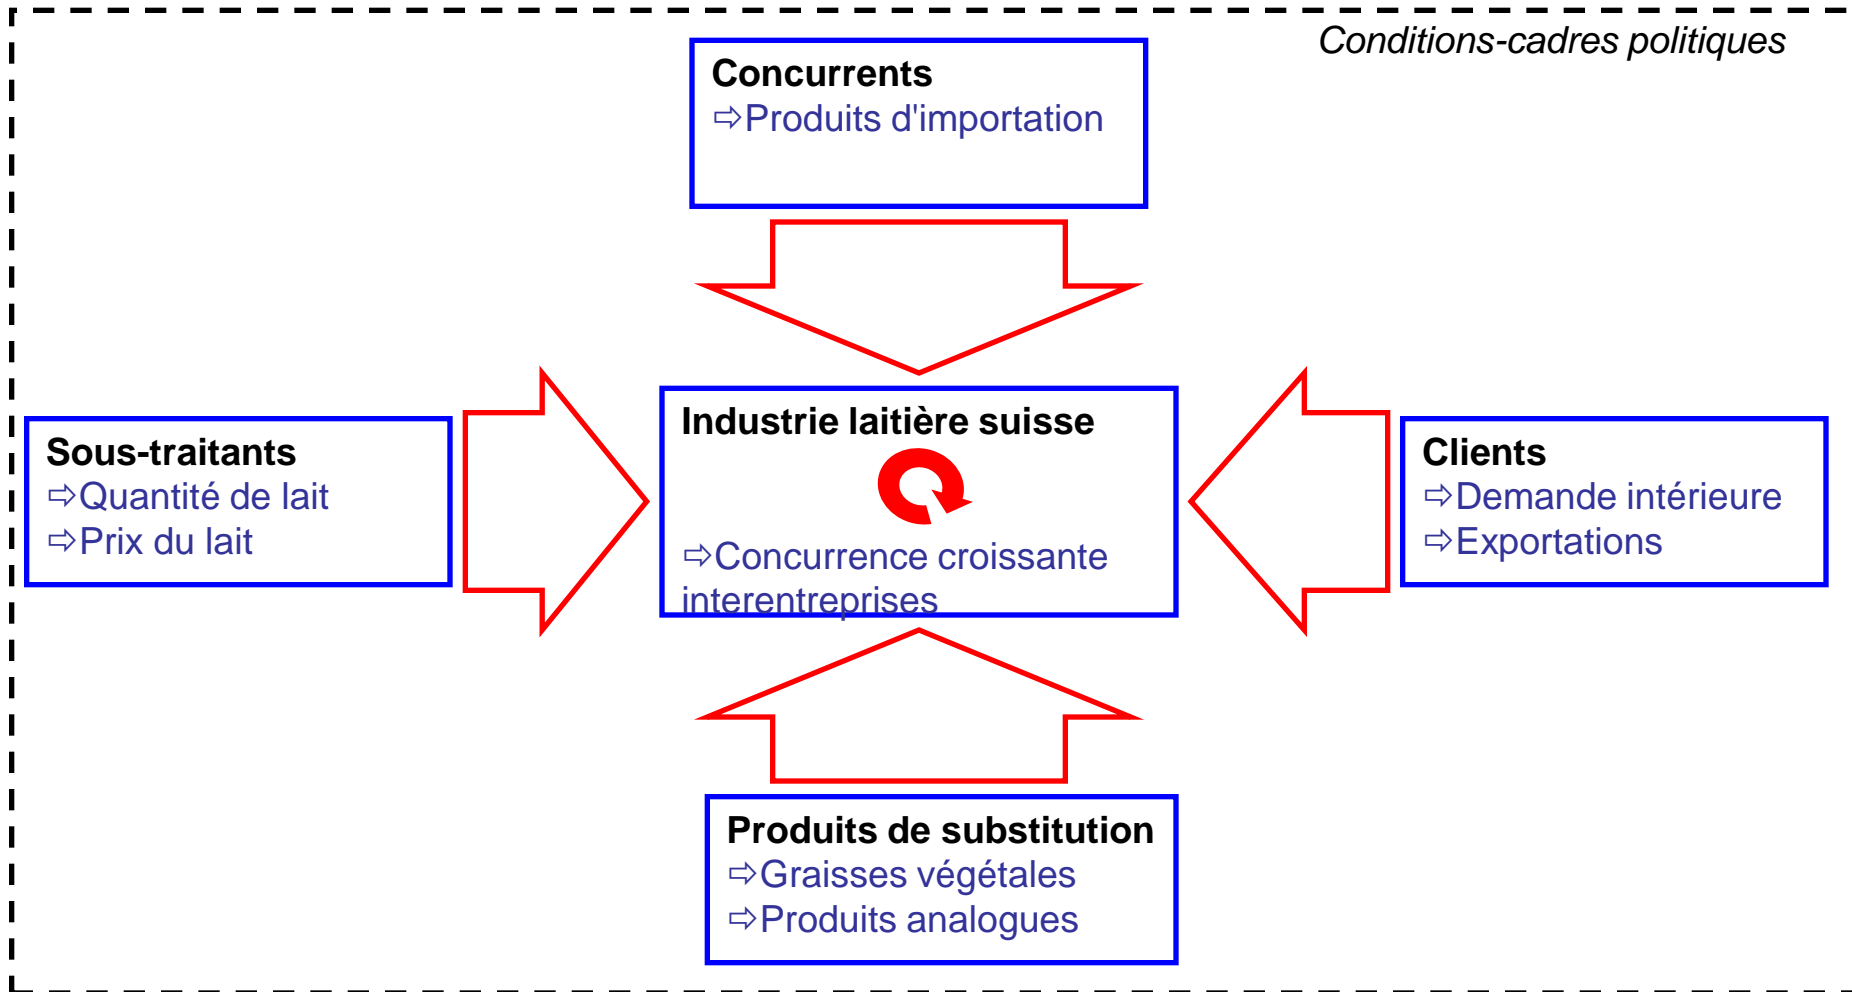 Conditions-cadres politiques
Concurrents
⇨Produits d'importation
Industrie laitière suisse
⇨Concurrence croissante
interentreprises
Sous-traitants
⇨Quantité de lait
⇨Prix du lait
Clients
⇨Demande intérieure
⇨Exportations
Produits de substitution
⇨Graisses végétales
⇨Produits analogues